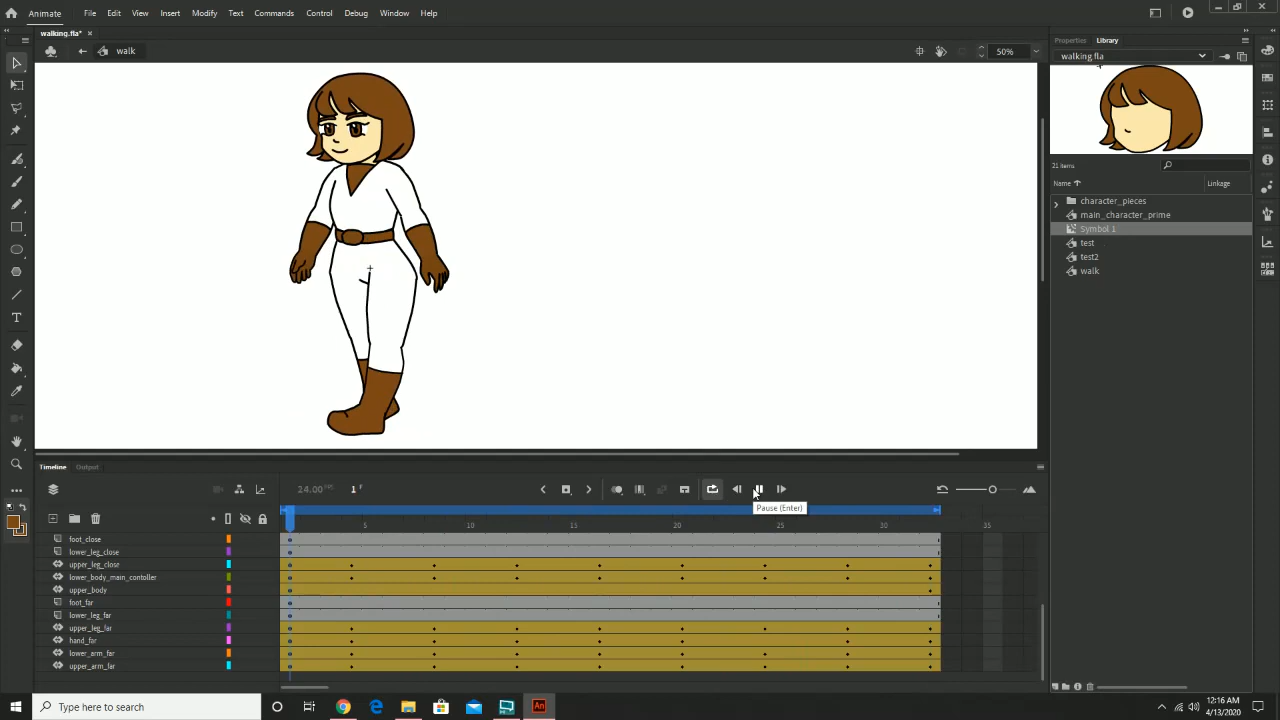 Animate File Edit View Insert Modify Text Commands Control Debug Window Help
walking.fla*
walk
50%
Properties Library
walking.fla
21 items
Name Linkage
character_pieces
main_character_prime
Symbol 1
test
test2
walk
Timeline Output
24.00 FPS 1 F
Pause (Enter)
5 10 15 20 25 30 35
foot_close
lower_leg_close
upper_leg_close
lower_body_main_contoller
upper_body
foot_far
lower_leg_far
upper_leg_far
hand_far
lower_arm_far
upper_arm_far
Type here to search
An
12:16 AM
4/13/2020